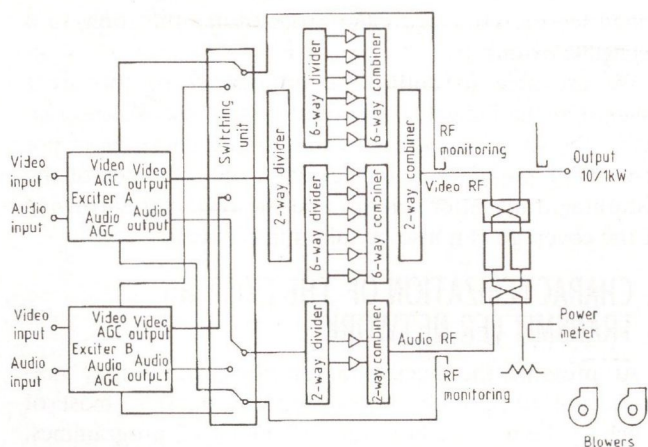 Video
input
Audio
input
Video
AGC
Video
output
Exciter A
Audio
AGC
Audio
output
Video
input
Audio
input
Video
AGC
Video
output
Exciter B
Audio
AGC
Audio
output
Switching
unit
2-way divider
6-way divider
6-way combiner
6-way divider
6-way combiner
2-way combiner
2-way divider
2-way combiner
RF
monitoring
Video RF
Audio RF
RF
monitoring
Output
10/1kW
Power
meter
Blowers